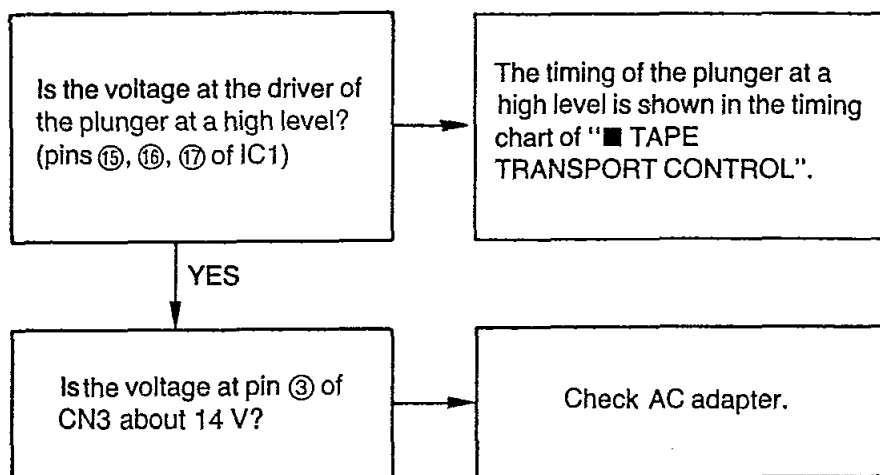 Is the voltage at the driver of
the plunger at a high level?
(pins ⑮, ⑯, ⑰ of IC1)
The timing of the plunger at a
high level is shown in the timing
chart of "■ TAPE
TRANSPORT CONTROL".
YES
Is the voltage at pin ③ of
CN3 about 14 V?
Check AC adapter.